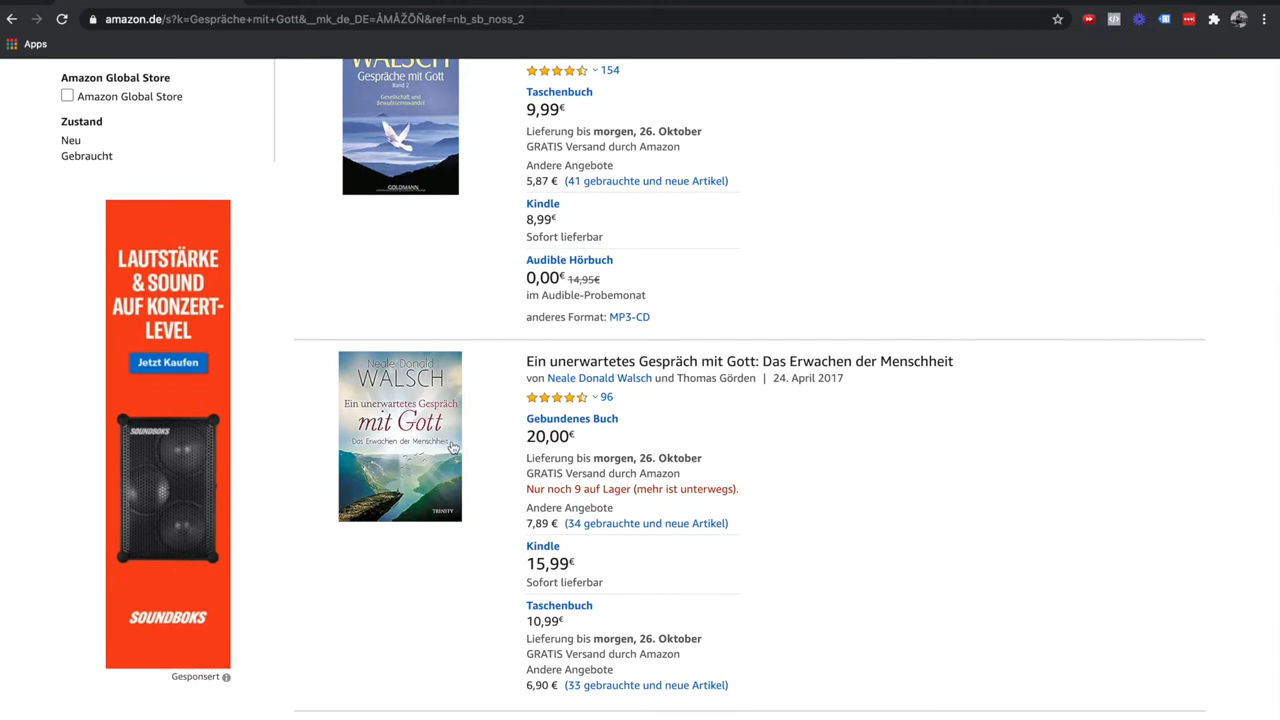 amazon.de/s?k=Gespräche+mit+Gott&__mk_de_DE=ÅMÅŽÕÑ&ref=nb_sb_noss_2
Apps
Amazon Global Store
Amazon Global Store
Zustand
Neu
Gebraucht
LAUTSTÄRKE
& SOUND
AUF KONZERT-
LEVEL
Jetzt Kaufen
SOUNDBOKS
SOUNDBOKS
Gesponsert
WALSCH
Gespräche mit Gott
Band 2
Gesellschaft und
Bewußtseinswandel
GOLDMANN
154
Taschenbuch
9,99€
Lieferung bis morgen, 26. Oktober
GRATIS Versand durch Amazon
Andere Angebote
5,87 € (41 gebrauchte und neue Artikel)
Kindle
8,99€
Sofort lieferbar
Audible Hörbuch
0,00€ 14,95€
im Audible-Probemonat
anderes Format: MP3-CD
Neale Donald
WALSCH
Ein unerwartetes Gespräch
mit Gott
Das Erwachen der Menschheit
TRINITY
Ein unerwartetes Gespräch mit Gott: Das Erwachen der Menschheit
von Neale Donald Walsch und Thomas Görden | 24. April 2017
96
Gebundenes Buch
20,00€
Lieferung bis morgen, 26. Oktober
GRATIS Versand durch Amazon
Nur noch 9 auf Lager (mehr ist unterwegs).
Andere Angebote
7,89 € (34 gebrauchte und neue Artikel)
Kindle
15,99€
Sofort lieferbar
Taschenbuch
10,99€
Lieferung bis morgen, 26. Oktober
GRATIS Versand durch Amazon
Andere Angebote
6,90 € (33 gebrauchte und neue Artikel)